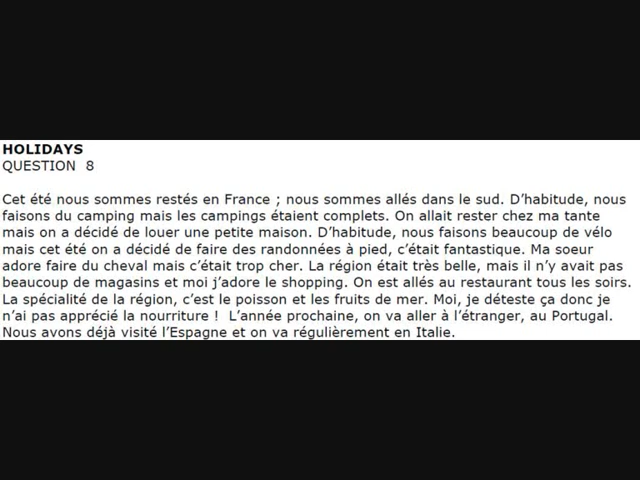 HOLIDAYS
QUESTION 8
Cet été nous sommes restés en France ; nous sommes allés dans le sud. D’habitude, nous
faisons du camping mais les campings étaient complets. On allait rester chez ma tante
mais on a décidé de louer une petite maison. D’habitude, nous faisons beaucoup de vélo
mais cet été on a décidé de faire des randonnées à pied, c’était fantastique. Ma soeur
adore faire du cheval mais c’était trop cher. La région était très belle, mais il n’y avait pas
beaucoup de magasins et moi j’adore le shopping. On est allés au restaurant tous les soirs.
La spécialité de la région, c’est le poisson et les fruits de mer. Moi, je déteste ça donc je
n’ai pas apprécié la nourriture ! L’année prochaine, on va aller à l’étranger, au Portugal.
Nous avons déjà visité l’Espagne et on va régulièrement en Italie.